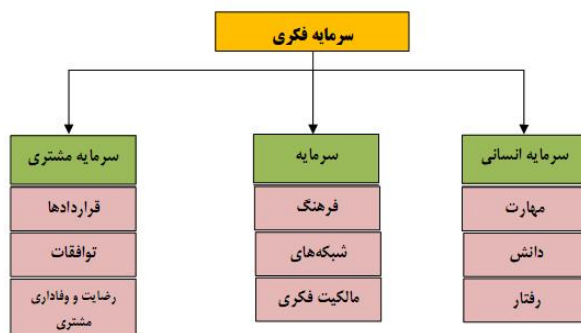 سرمایه فکری
سرمایه انسانی
مهارت
دانش
رفتار
سرمایه
فرهنگ
شبکه‌های
مالکیت فکری
سرمایه مشتری
قراردادها
توافقات
رضایت و وفاداری
مشتری